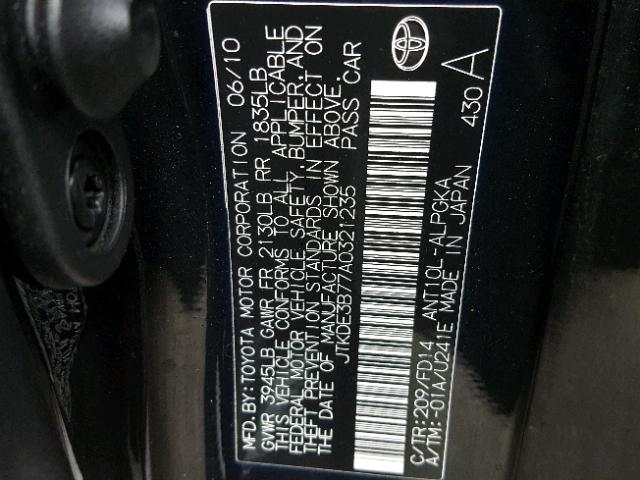 MFD. BY: TOYOTA MOTOR CORPORATION 06/10
GVWR 3945LB GAWR FR 2130LB RR 1835LB
THIS VEHICLE CONFORMS TO ALL APPLICABLE
FEDERAL MOTOR VEHICLE SAFETY, BUMPER, AND
THEFT PREVENTION STANDARDS IN EFFECT ON
THE DATE OF MANUFACTURE SHOWN ABOVE.
JTKDE3B77A0321235 PASS CAR
C/TR: 209/FD14 ANT10L-ALPGKA 430 A
A/TM: -01A/U241E MADE IN JAPAN